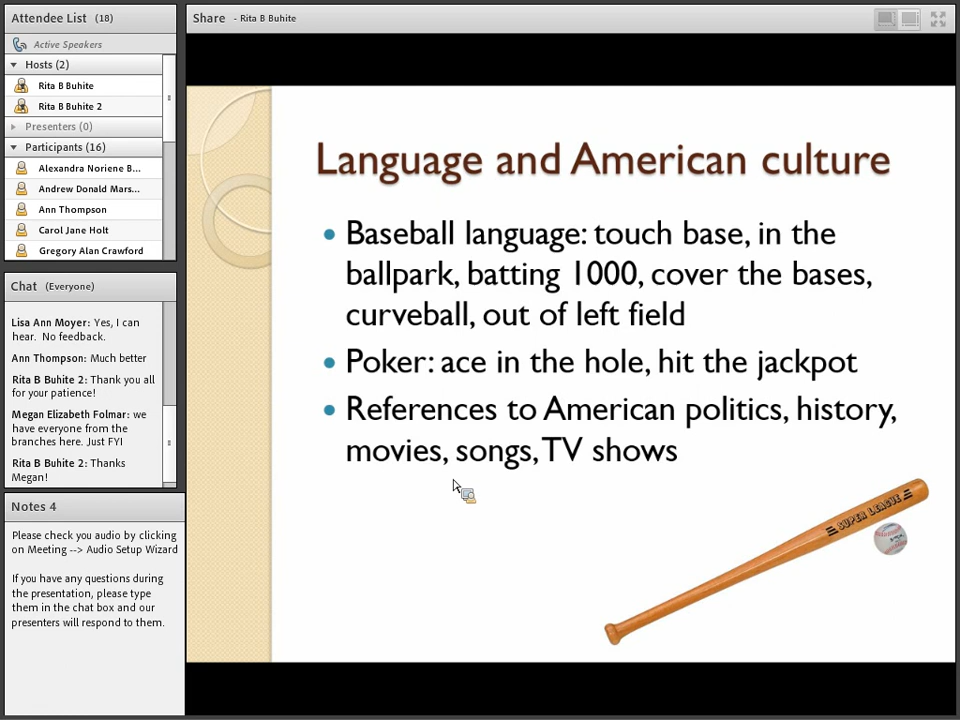 Attendee List (18)
Active Speakers
Hosts (2)
Rita B Buhite
Rita B Buhite 2
Presenters (0)
Participants (16)
Alexandra Noriene B...
Andrew Donald Mars...
Ann Thompson
Carol Jane Holt
Gregory Alan Crawford
Chat (Everyone)
Lisa Ann Moyer: Yes, I can
hear. No feedback.
Ann Thompson: Much better
Rita B Buhite 2: Thank you all
for your patience!
Megan Elizabeth Folmar: we
have everyone from the
branches here. Just FYI
Rita B Buhite 2: Thanks
Megan!
Notes 4
Please check you audio by clicking
on Meeting --> Audio Setup Wizard
If you have any questions during
the presentation, please type
them in the chat box and our
presenters will respond to them.
Share - Rita B Buhite
Language and American culture
• Baseball language: touch base, in the
ballpark, batting 1000, cover the bases,
curveball, out of left field
• Poker: ace in the hole, hit the jackpot
• References to American politics, history,
movies, songs, TV shows
SUPER LEAGUE